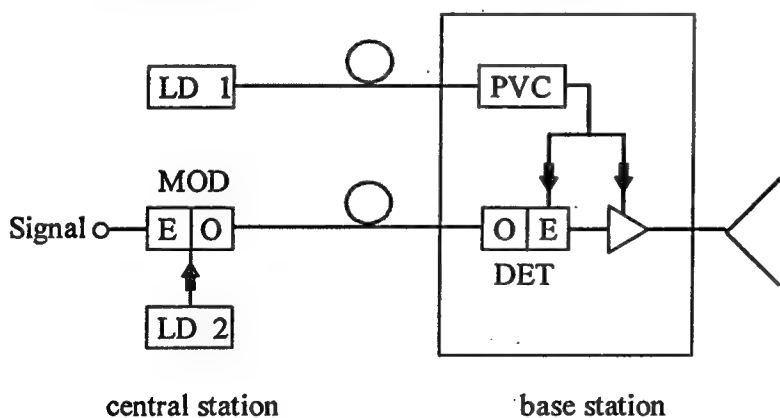 LD 1
PVC
MOD
Signal
E O
O E
DET
LD 2
central station
base station